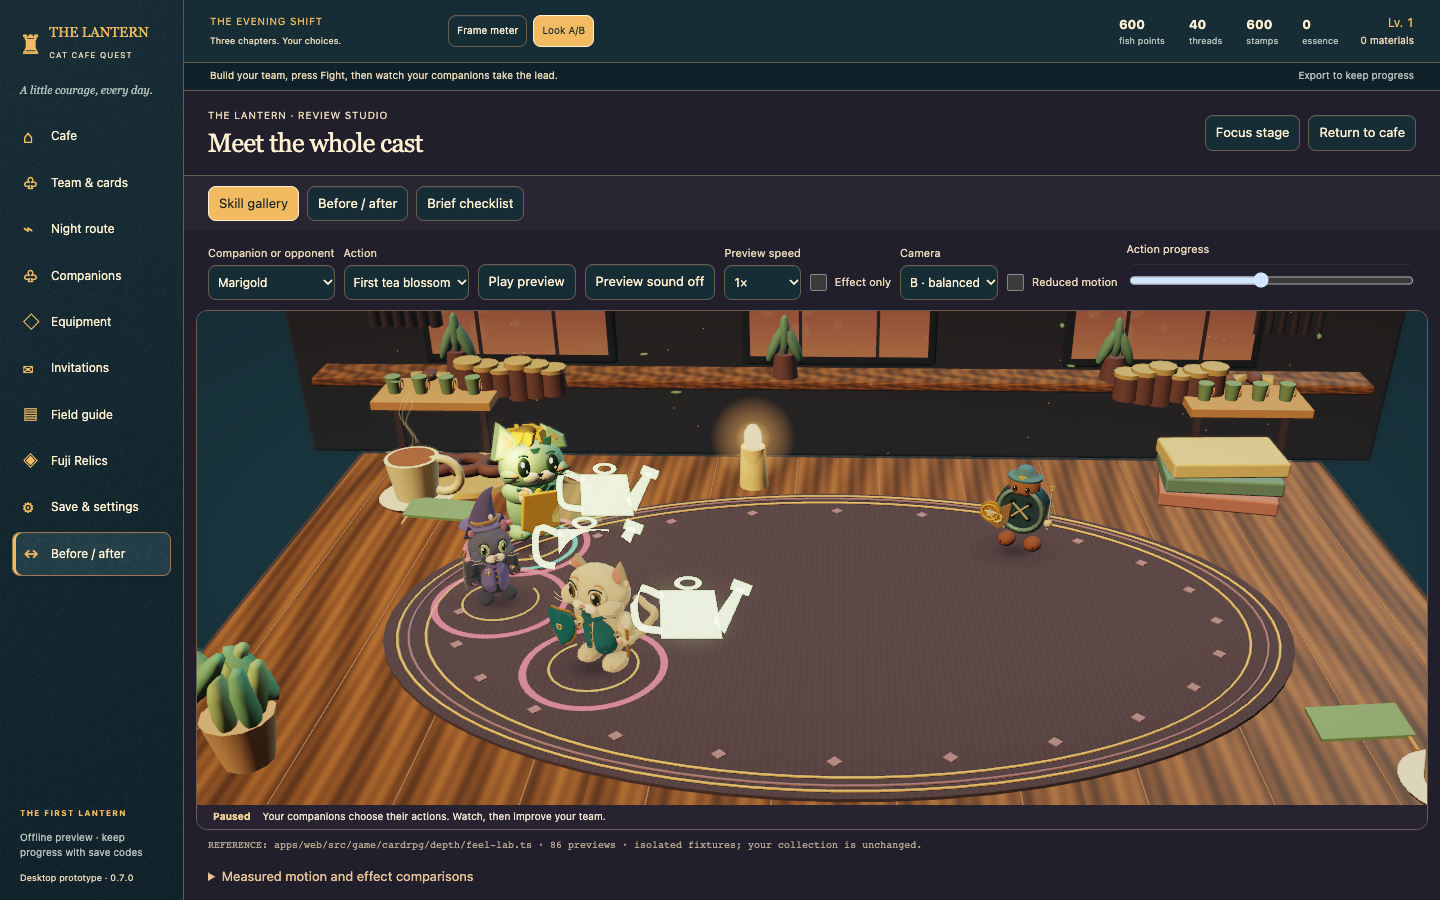 THE LANTERN
CAT CAFE QUEST
A little courage, every day.
Cafe
Team & cards
Night route
Companions
Equipment
Invitations
Field guide
Fuji Relics
Save & settings
Before / after
THE FIRST LANTERN
Offline preview · keep
progress with save codes
Desktop prototype · 0.7.0
THE EVENING SHIFT
Three chapters. Your choices.
Frame meter
Look A/B
600 fish points
40 threads
600 stamps
0 essence
Lv. 1
0 materials
Build your team, press Fight, then watch your companions take the lead.
Export to keep progress
THE LANTERN · REVIEW STUDIO
Meet the whole cast
Focus stage
Return to cafe
Skill gallery
Before / after
Brief checklist
Companion or opponent
Marigold
Action
First tea blossom
Play preview
Preview sound off
Preview speed
1×
Effect only
Camera
B · balanced
Reduced motion
Action progress
Paused Your companions choose their actions. Watch, then improve your team.
REFERENCE: apps/web/src/game/cardrpg/depth/feel-lab.ts · 86 previews · isolated fixtures; your collection is unchanged.
Measured motion and effect comparisons